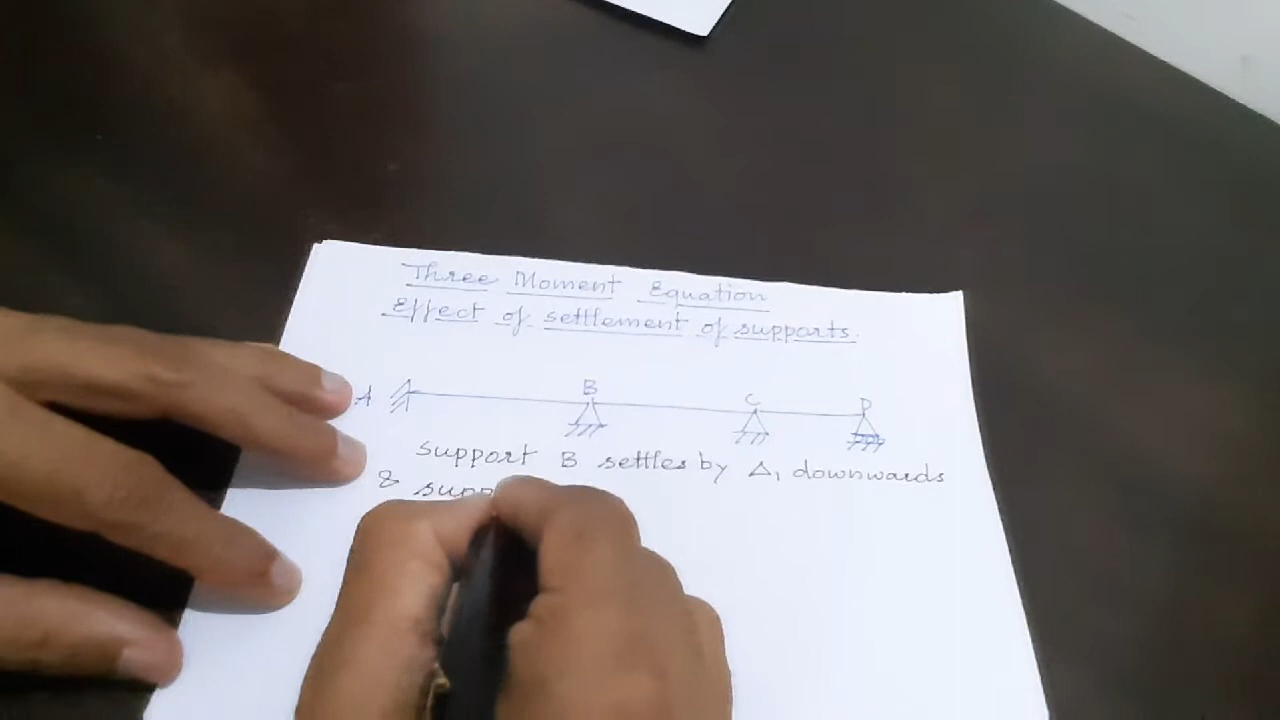 Three Moment Equation
Effect of settlement of supports.
A B C D
support B settles by Δ₁ downwards
&